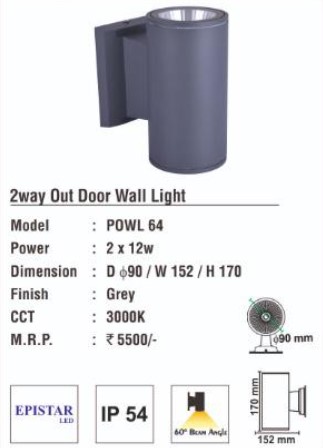 2way Out Door Wall Light
Model : POWL 64
Power : 2 x 12w
Dimension : D ϕ90 / W 152 / H 170
Finish : Grey
CCT : 3000K
M.R.P. : ₹ 5500/-
ϕ90 mm
170 mm
152 mm
EPISTAR
LED
IP 54
60° Beam Angle